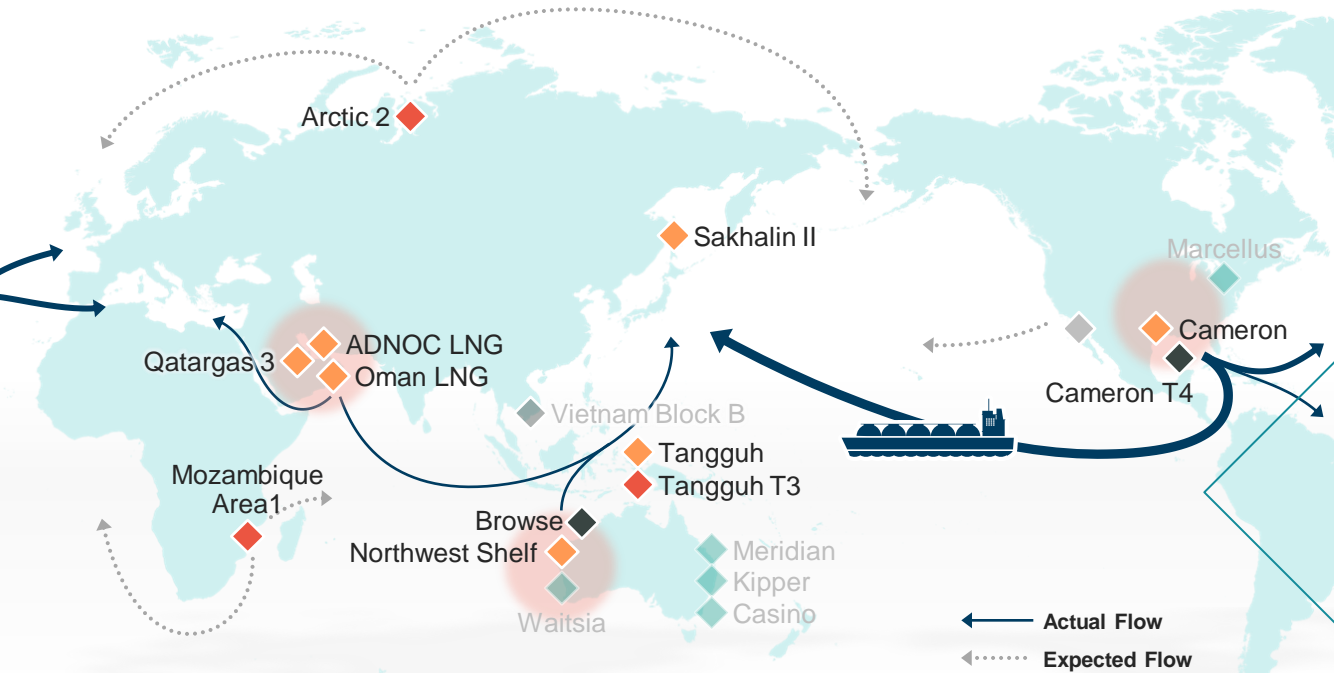 Arctic 2
Sakhalin II
Marcellus
ADNOC LNG
Qatargas 3
Oman LNG
Cameron
Cameron T4
Vietnam Block B
Tangguh
Tangguh T3
Mozambique
Area1
Browse
Northwest Shelf
Waitsia
Meridian
Kipper
Casino
Actual Flow
Expected Flow